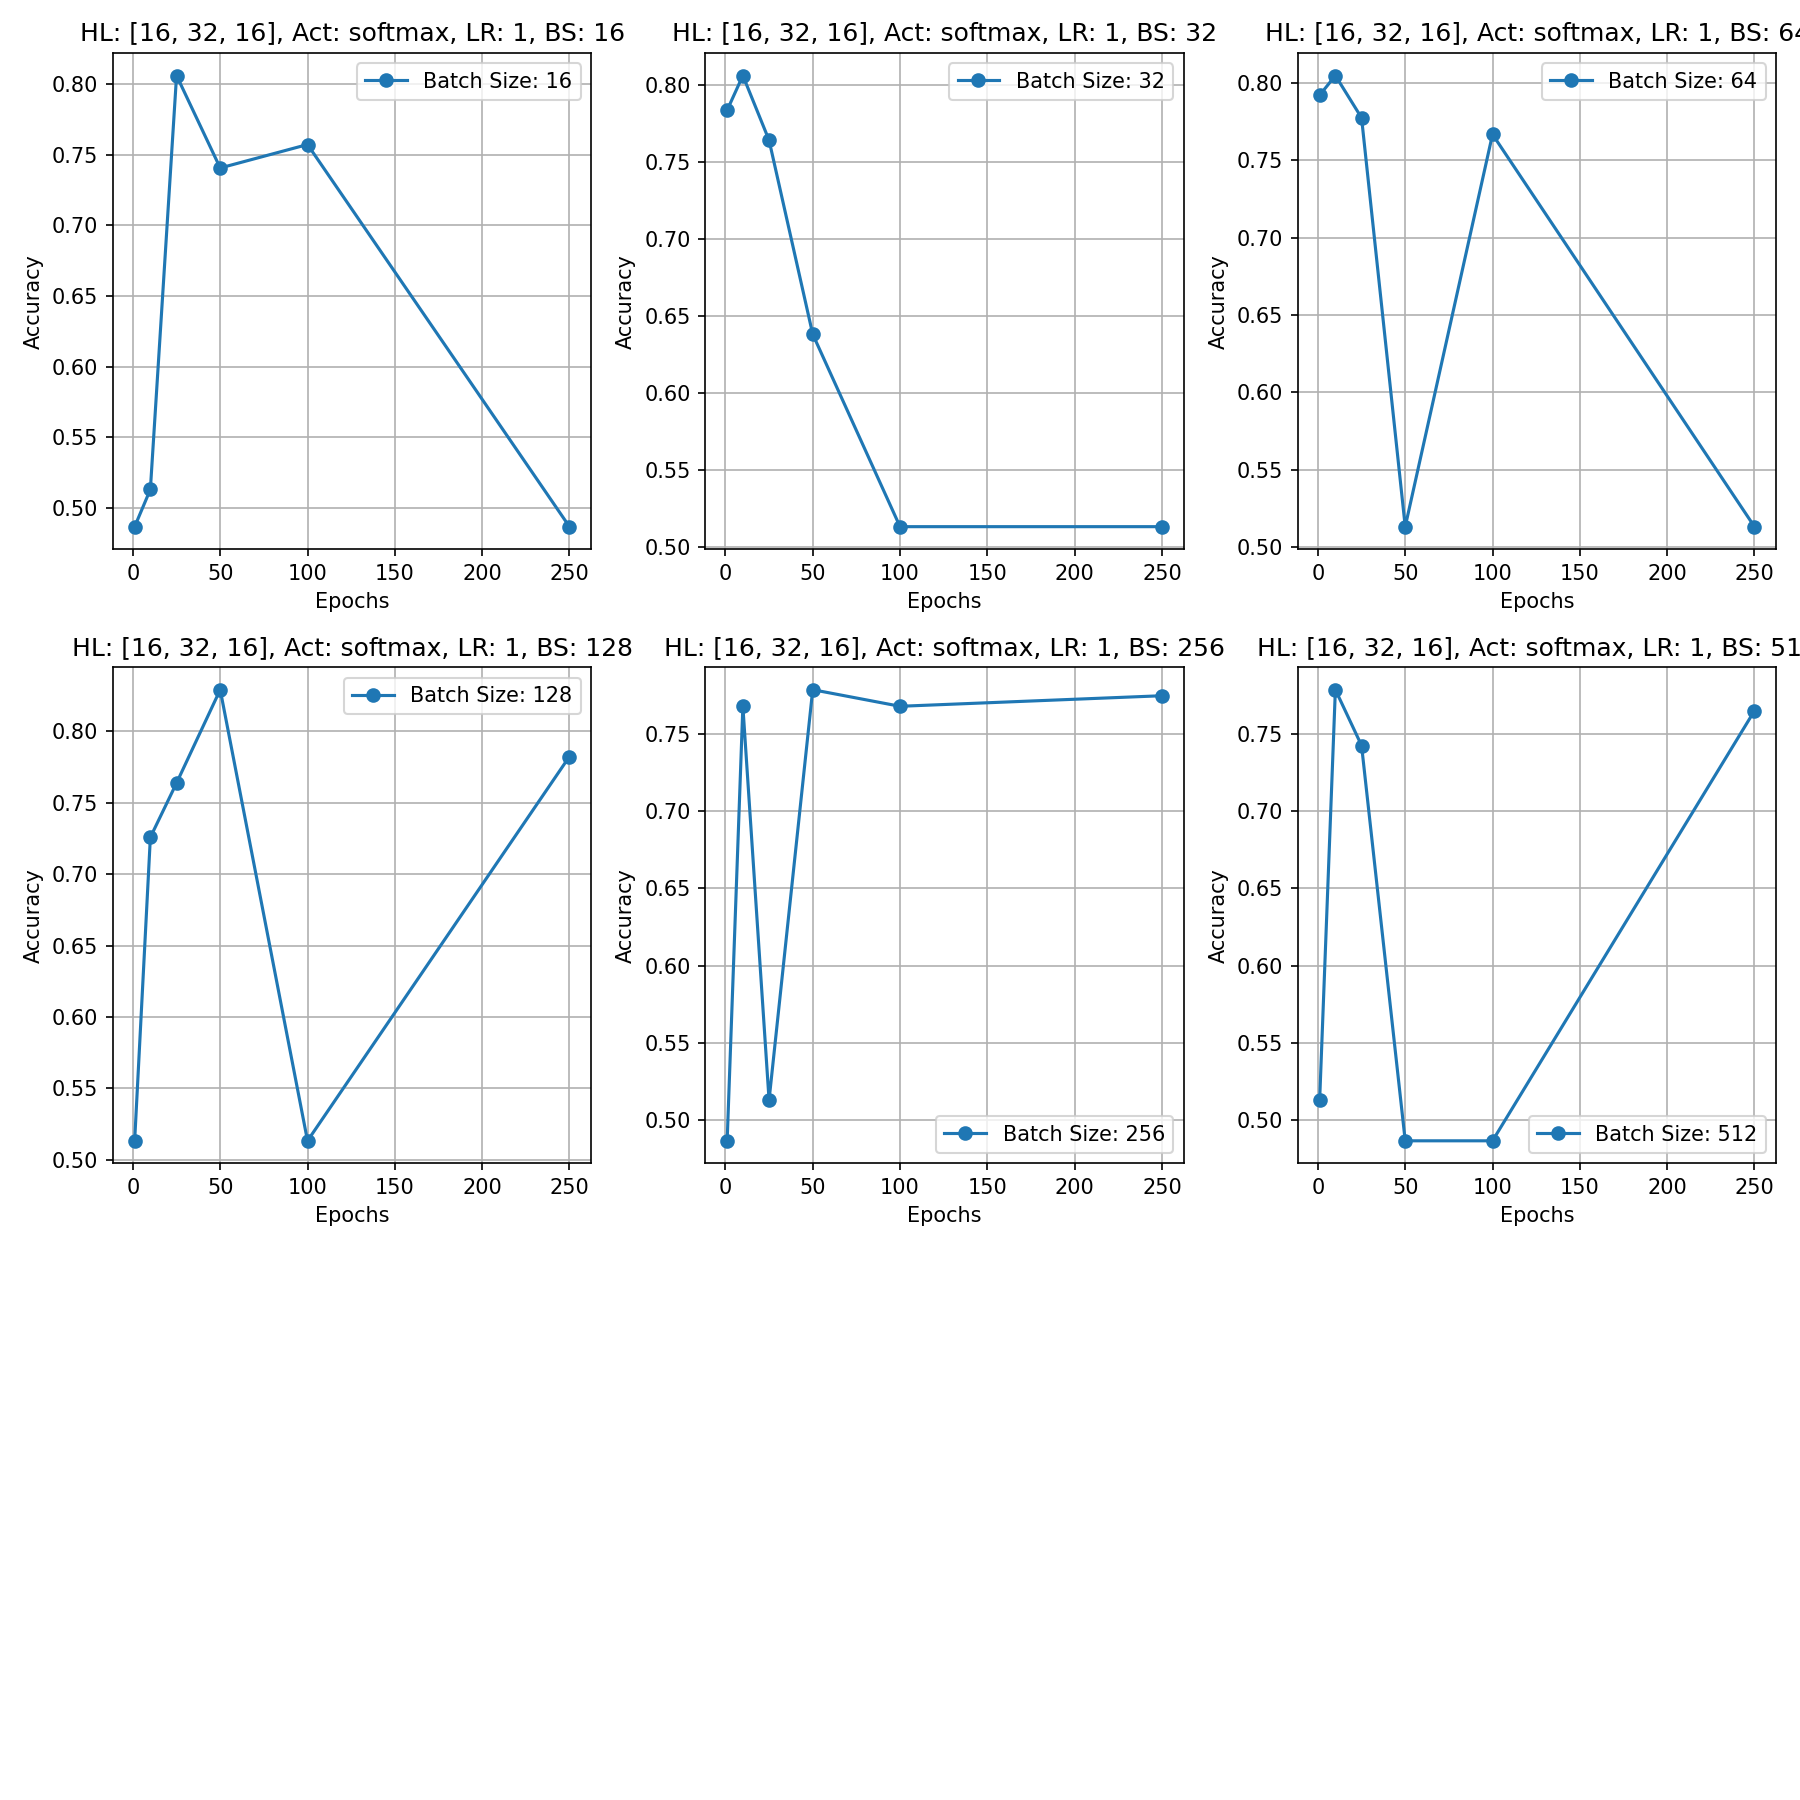 HL: [16, 32, 16], Act: softmax, LR: 1, BS: 16
Batch Size: 16
0.80
0.75
0.70
0.65
0.60
0.55
0.50
Accuracy
0 50 100 150 200 250
Epochs
HL: [16, 32, 16], Act: softmax, LR: 1, BS: 32
Batch Size: 32
0.80
0.75
0.70
0.65
0.60
0.55
0.50
Accuracy
0 50 100 150 200 250
Epochs
HL: [16, 32, 16], Act: softmax, LR: 1, BS: 64
Batch Size: 64
0.80
0.75
0.70
0.65
0.60
0.55
0.50
Accuracy
0 50 100 150 200 250
Epochs
HL: [16, 32, 16], Act: softmax, LR: 1, BS: 128
Batch Size: 128
0.80
0.75
0.70
0.65
0.60
0.55
0.50
Accuracy
0 50 100 150 200 250
Epochs
HL: [16, 32, 16], Act: softmax, LR: 1, BS: 256
0.75
0.70
0.65
0.60
0.55
0.50
Accuracy
Batch Size: 256
0 50 100 150 200 250
Epochs
HL: [16, 32, 16], Act: softmax, LR: 1, BS: 51
0.75
0.70
0.65
0.60
0.55
0.50
Accuracy
Batch Size: 512
0 50 100 150 200 250
Epochs